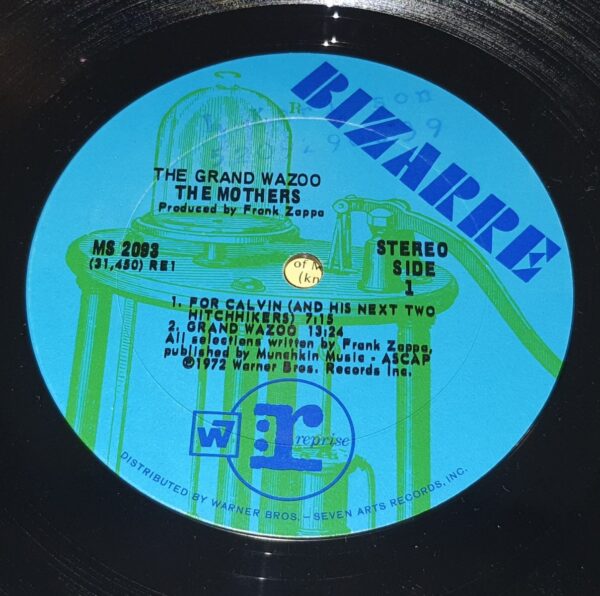 BIZARRE
THE GRAND WAZOO
THE MOTHERS
Produced by Frank Zappa
MS 2093
(31,450) RE1
STEREO
SIDE
1
of M
(kn
1. FOR CALVIN (AND HIS NEXT TWO
HITCHHIKERS) 7:15
2. GRAND WAZOO 13:24
All selections written by Frank Zappa,
published by Munchkin Music - ASCAP
℗1972 Warner Bros. Records Inc.
W7
r
:reprise
DISTRIBUTED BY WARNER BROS. – SEVEN ARTS RECORDS, INC.